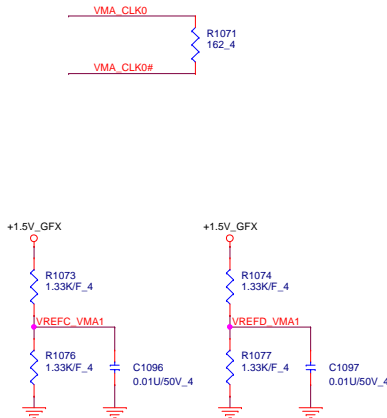 VMA_CLK0
R1071
162_4
VMA_CLK0#
+1.5V_GFX
+1.5V_GFX
R1073
1.33K/F_4
R1074
1.33K/F_4
VREFC_VMA1
VREFD_VMA1
R1076
1.33K/F_4
C1096
0.01U/50V_4
R1077
1.33K/F_4
C1097
0.01U/50V_4